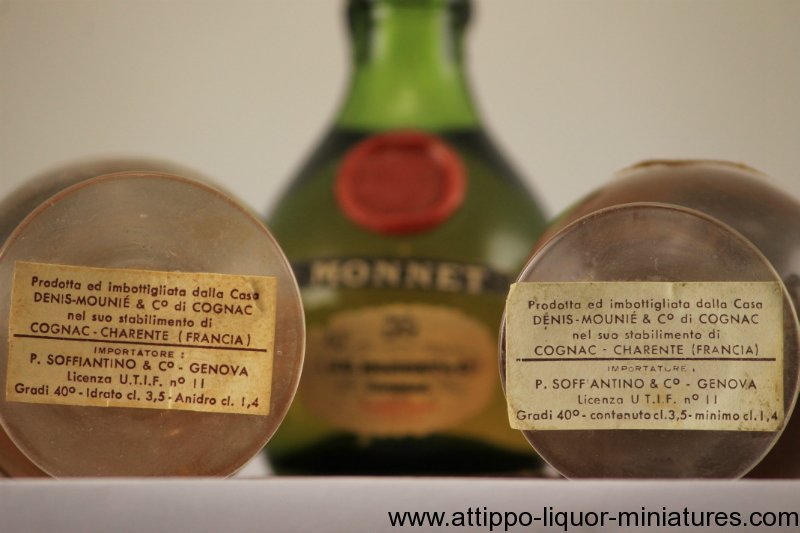 Prodotta ed imbottigliata dalla Casa
DENIS-MOUNIÉ & Cº di COGNAC
nel suo stabilimento di
COGNAC - CHARENTE (FRANCIA)
IMPORTATORE :
P. SOFFIANTINO & Cº - GENOVA
Licenza U.T.I.F. nº 11
Gradi 40º - Idrato cl. 3,5 - Anidro cl. 1,4
MONNET
Prodotta ed imbottigliata dalla Casa
DENIS-MOUNIÉ & Cº di COGNAC
nel suo stabilimento di
COGNAC - CHARENTE (FRANCIA)
IMPORTATURE :
P. SOFF'ANTINO & Cº - GENOVA
Licenza U T.I.F. nº 11
Gradi 40º - contenuto cl. 3,5 - minimo cl. 1,4
www.attippo-liquor-miniatures.com